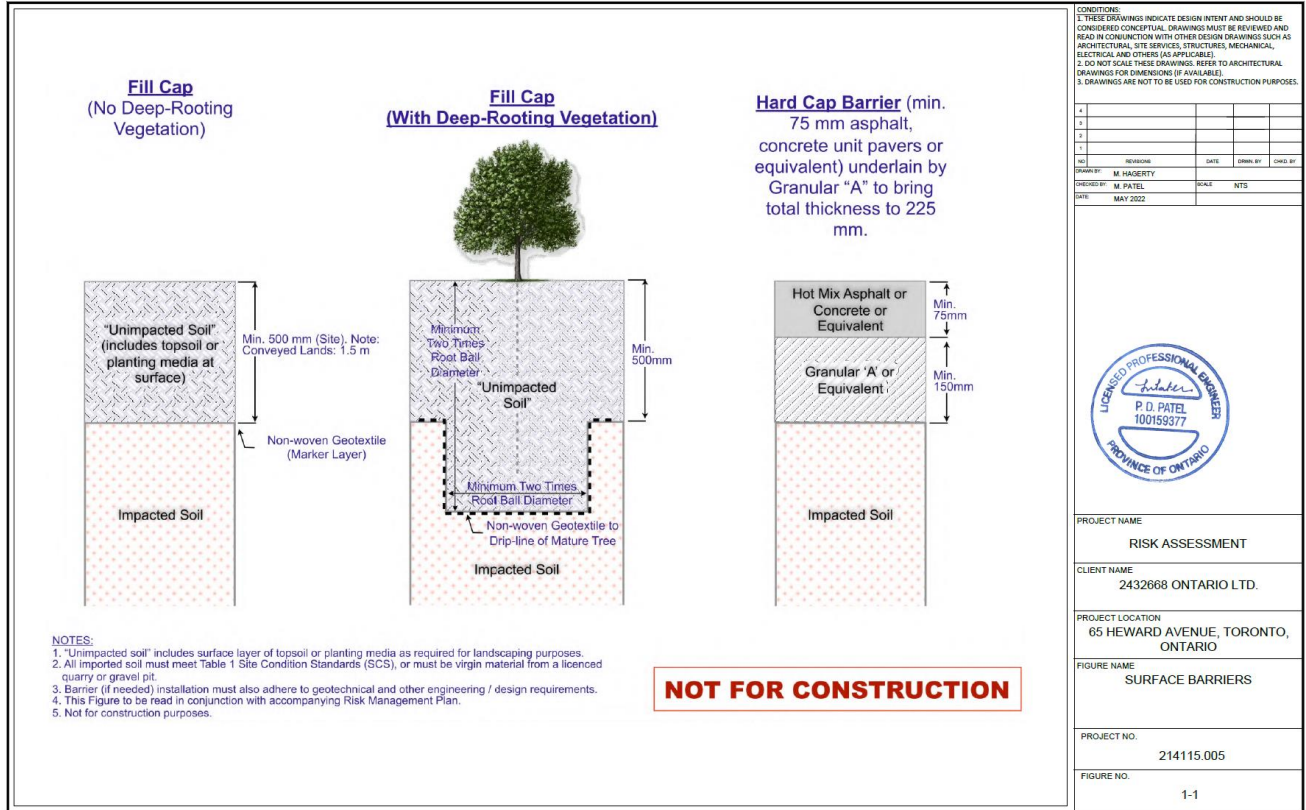 Fill Cap
(No Deep-Rooting
Vegetation)
Fill Cap
(With Deep-Rooting Vegetation)
Hard Cap Barrier (min.
75 mm asphalt,
concrete unit pavers or
equivalent) underlain by
Granular “A” to bring
total thickness to 225
mm.
“Unimpacted Soil”
(includes topsoil or
planting media at
surface)
Min. 500 mm (Site). Note:
Conveyed Lands: 1.5 m
Non-woven Geotextile
(Marker Layer)
Impacted Soil
Minimum
Two Times
Root Ball
Diameter
“Unimpacted
Soil”
Min.
500mm
Minimum Two Times
Root Ball Diameter
Non-woven Geotextile to
Drip-line of Mature Tree
Impacted Soil
Hot Mix Asphalt or
Concrete or
Equivalent
Min.
75mm
Granular ‘A’ or
Equivalent
Min.
150mm
Impacted Soil
NOTES:
1. “Unimpacted soil” includes surface layer of topsoil or planting media as required for landscaping purposes.
2. All imported soil must meet Table 1 Site Condition Standards (SCS), or must be virgin material from a licenced
quarry or gravel pit.
3. Barrier (if needed) installation must also adhere to geotechnical and other engineering / design requirements.
4. This Figure to be read in conjunction with accompanying Risk Management Plan.
5. Not for construction purposes.
NOT FOR CONSTRUCTION
CONDITIONS:
1. THESE DRAWINGS INDICATE DESIGN INTENT AND SHOULD BE
CONSIDERED CONCEPTUAL. DRAWINGS MUST BE REVIEWED AND
READ IN CONJUNCTION WITH OTHER DESIGN DRAWINGS SUCH AS
ARCHITECTURAL, SITE SERVICES, STRUCTURES, MECHANICAL,
ELECTRICAL AND OTHERS (AS APPLICABLE).
2. DO NOT SCALE THESE DRAWINGS. REFER TO ARCHITECTURAL
DRAWINGS FOR DIMENSIONS (IF AVAILABLE).
3. DRAWINGS ARE NOT TO BE USED FOR CONSTRUCTION PURPOSES.
4
3
2
1
NO REVISIONS DATE DRWN. BY CHKD. BY
DRAWN BY: M. HAGERTY
CHECKED BY: M. PATEL SCALE NTS
DATE: MAY 2022
LICENSED PROFESSIONAL ENGINEER
P. D. PATEL
100159377
PROVINCE OF ONTARIO
PROJECT NAME
RISK ASSESSMENT
CLIENT NAME
2432668 ONTARIO LTD.
PROJECT LOCATION
65 HEWARD AVENUE, TORONTO,
ONTARIO
FIGURE NAME
SURFACE BARRIERS
PROJECT NO.
214115.005
FIGURE NO.
1-1